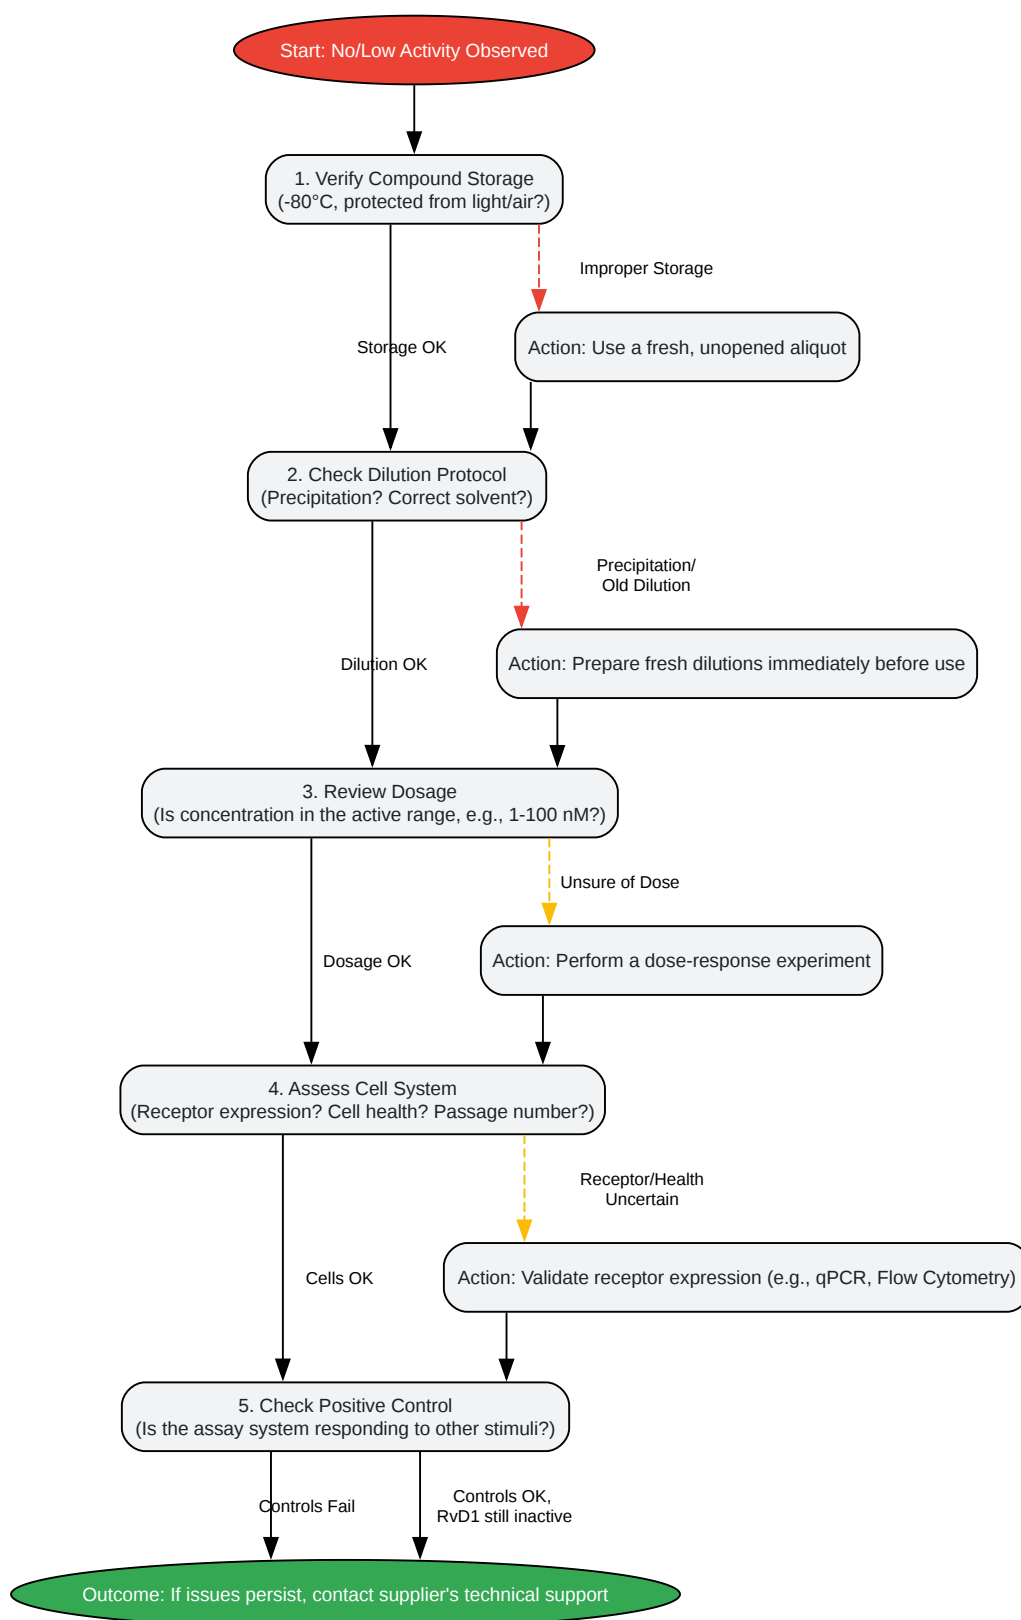 Start: No/Low Activity Observed
1. Verify Compound Storage
(-80°C, protected from light/air?)
Improper Storage
Storage OK
Action: Use a fresh, unopened aliquot
2. Check Dilution Protocol
(Precipitation? Correct solvent?)
Precipitation/
Old Dilution
Dilution OK
Action: Prepare fresh dilutions immediately before use
3. Review Dosage
(Is concentration in the active range, e.g., 1-100 nM?)
Unsure of Dose
Dosage OK
Action: Perform a dose-response experiment
4. Assess Cell System
(Receptor expression? Cell health? Passage number?)
Receptor/Health
Uncertain
Cells OK
Action: Validate receptor expression (e.g., qPCR, Flow Cytometry)
5. Check Positive Control
(Is the assay system responding to other stimuli?)
Controls Fail
Controls OK,
RvD1 still inactive
Outcome: If issues persist, contact supplier's technical support